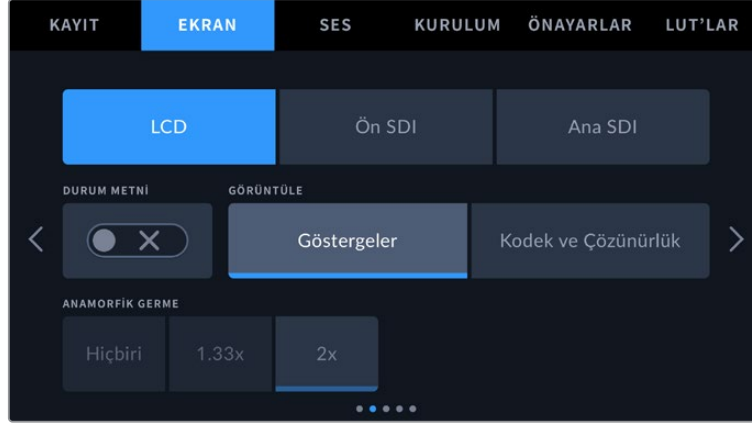 KAYIT EKRAN SES KURULUM ÖNAYARLAR LUT’LAR
LCD Ön SDI Ana SDI
DURUM METNİ GÖRÜNTÜLE
Göstergeler Kodek ve Çözünürlük
ANAMORFİK GERME
Hiçbiri 1.33x 2x